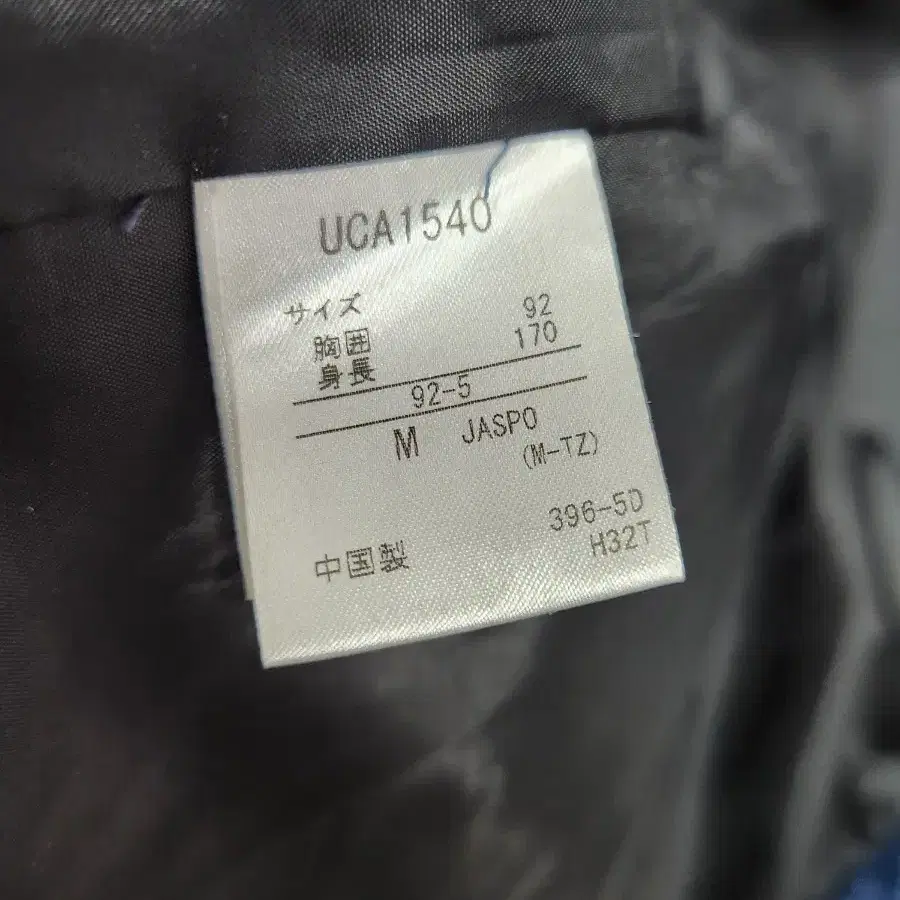 UCA1540
サイズ
胸囲 92
身長 170
92-5
M JASPO
(M-TZ)
396-5D
中国製 H32T